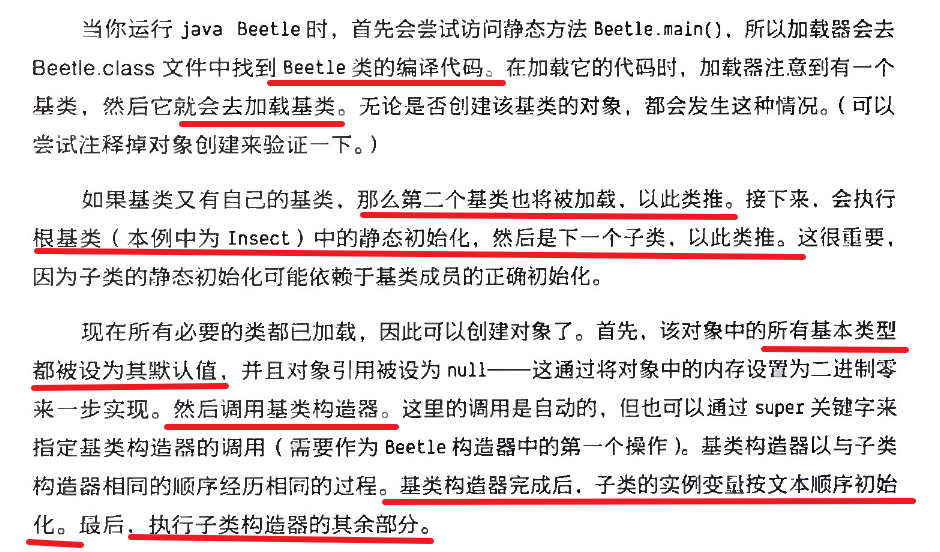 当你运行 java Beetle 时，首先会尝试访问静态方法 Beetle.main()，所以加载器会去
Beetle.class 文件中找到 Beetle 类的编译代码。在加载它的代码时，加载器注意到有一个
基类，然后它就会去加载基类。无论是否创建该基类的对象，都会发生这种情况。（可以
尝试注释掉对象创建来验证一下。）
如果基类又有自己的基类，那么第二个基类也将被加载，以此类推。接下来，会执行
根基类（本例中为 Insect）中的静态初始化，然后是下一个子类，以此类推。这很重要，
因为子类的静态初始化可能依赖于基类成员的正确初始化。
现在所有必要的类都已加载，因此可以创建对象了。首先，该对象中的所有基本类型
都被设为其默认值，并且对象引用被设为 null——这通过将对象中的内存设置为二进制零
来一步实现。然后调用基类构造器。这里的调用是自动的，但也可以通过 super 关键字来
指定基类构造器的调用（需要作为 Beetle 构造器中的第一个操作）。基类构造器以与子类
构造器相同的顺序经历相同的过程。基类构造器完成后，子类的实例变量按文本顺序初始
化。最后，执行子类构造器的其余部分。